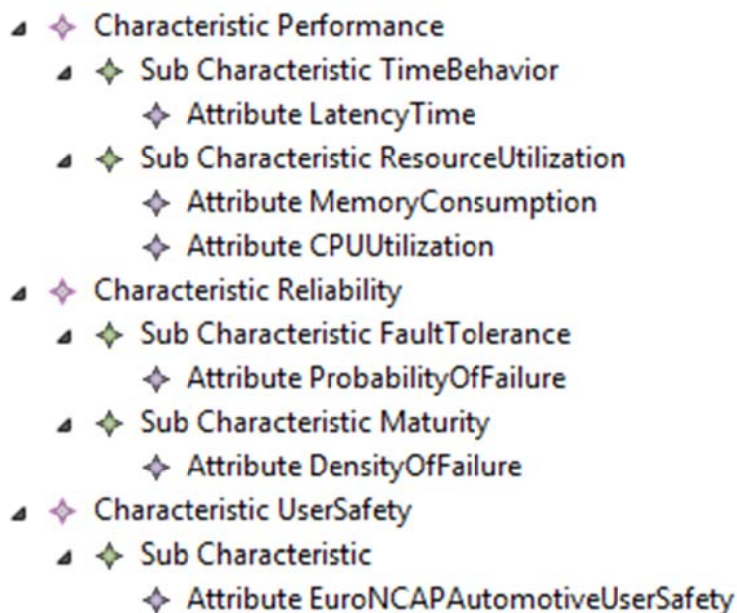 Characteristic Performance
Sub Characteristic TimeBehavior
Attribute LatencyTime
Sub Characteristic ResourceUtilization
Attribute MemoryConsumption
Attribute CPUUtilization
Characteristic Reliability
Sub Characteristic FaultTolerance
Attribute ProbabilityOfFailure
Sub Characteristic Maturity
Attribute DensityOfFailure
Characteristic UserSafety
Sub Characteristic
Attribute EuroNCAPAutomotiveUserSafety